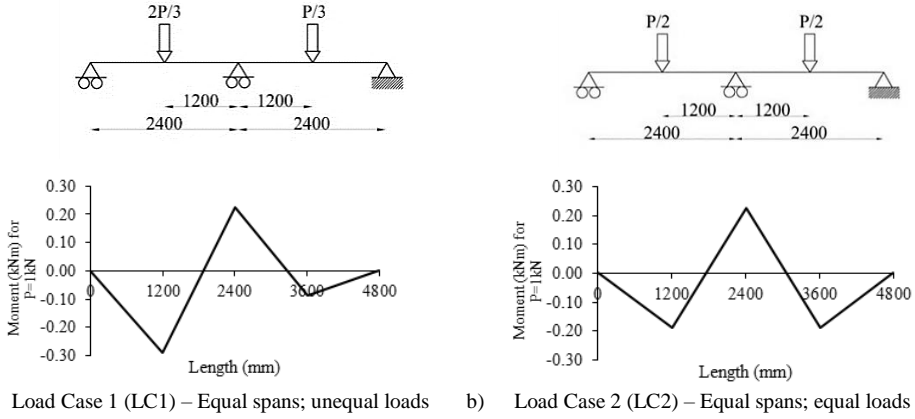 2P/3
P/3
1200
1200
2400
2400
P/2
P/2
1200
1200
2400
2400
Moment (kNm) for
P=1kN
0.30
0.20
0.10
0.00
-0.10
-0.20
-0.30
0
1200
2400
3600
4800
Length (mm)
Moment (kNm) for
P=1kN
0.30
0.20
0.10
0.00
-0.10
-0.20
-0.30
0
1200
2400
3600
4800
Length (mm)
Load Case 1 (LC1) – Equal spans; unequal loads
b) Load Case 2 (LC2) – Equal spans; equal loads